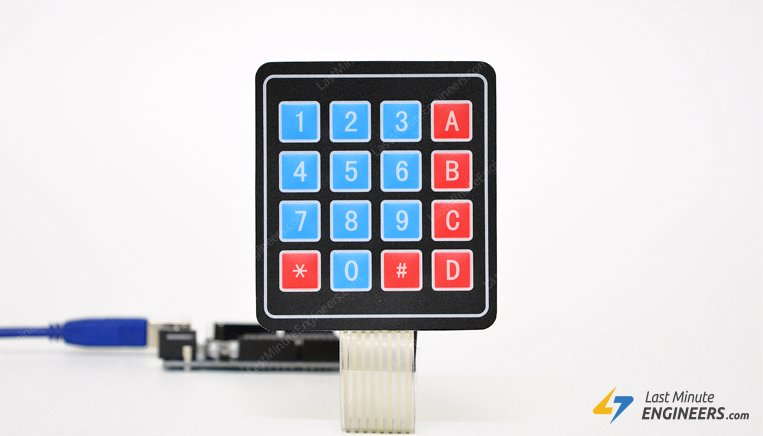 1 2 3 A
4 5 6 B
7 8 9 C
* 0 # D
Last Minute
ENGINEERS.com